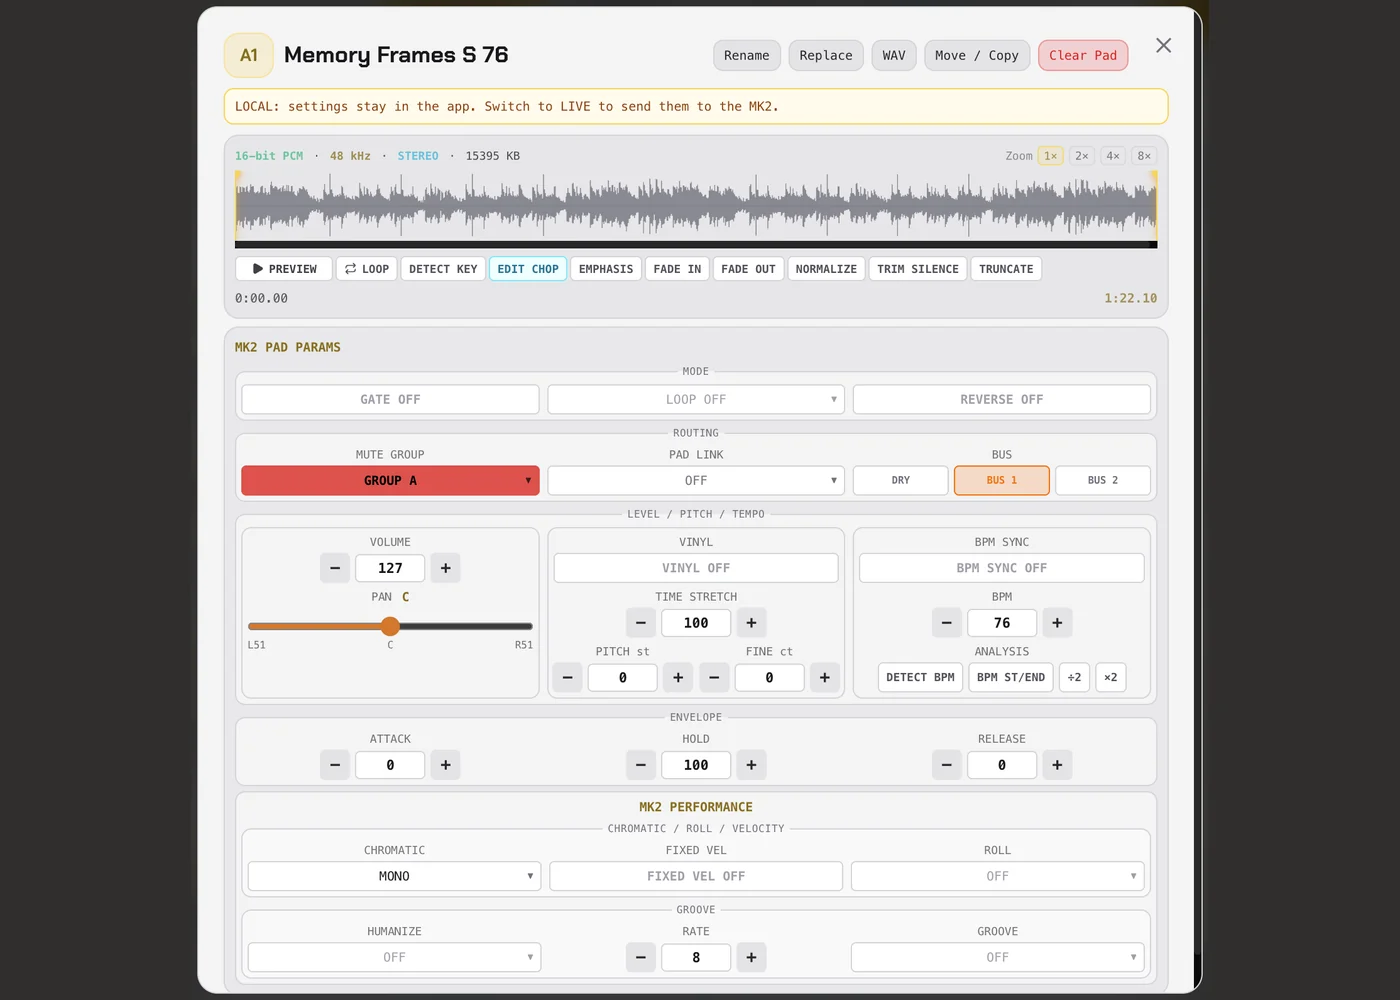 A1 Memory Frames S 76 Rename Replace WAV Move / Copy Clear Pad
LOCAL: settings stay in the app. Switch to LIVE to send them to the MK2.
16-bit PCM · 48 kHz · STEREO · 15395 KB Zoom 1× 2× 4× 8×
PREVIEW LOOP DETECT KEY EDIT CHOP EMPHASIS FADE IN FADE OUT NORMALIZE TRIM SILENCE TRUNCATE
0:00.00 1:22.10
MK2 PAD PARAMS
MODE
GATE OFF LOOP OFF REVERSE OFF
ROUTING
MUTE GROUP PAD LINK BUS
GROUP A OFF DRY BUS 1 BUS 2
LEVEL / PITCH / TEMPO
VOLUME VINYL BPM SYNC
− 127 + VINYL OFF BPM SYNC OFF
PAN C TIME STRETCH BPM
− 100 + − 76 +
L51 C R51 PITCH st FINE ct ANALYSIS
− 0 + − 0 + DETECT BPM BPM ST/END ÷2 ×2
ENVELOPE
ATTACK HOLD RELEASE
− 0 + − 100 + − 0 +
MK2 PERFORMANCE
CHROMATIC / ROLL / VELOCITY
CHROMATIC FIXED VEL ROLL
MONO FIXED VEL OFF OFF
GROOVE
HUMANIZE RATE GROOVE
OFF − 8 + OFF